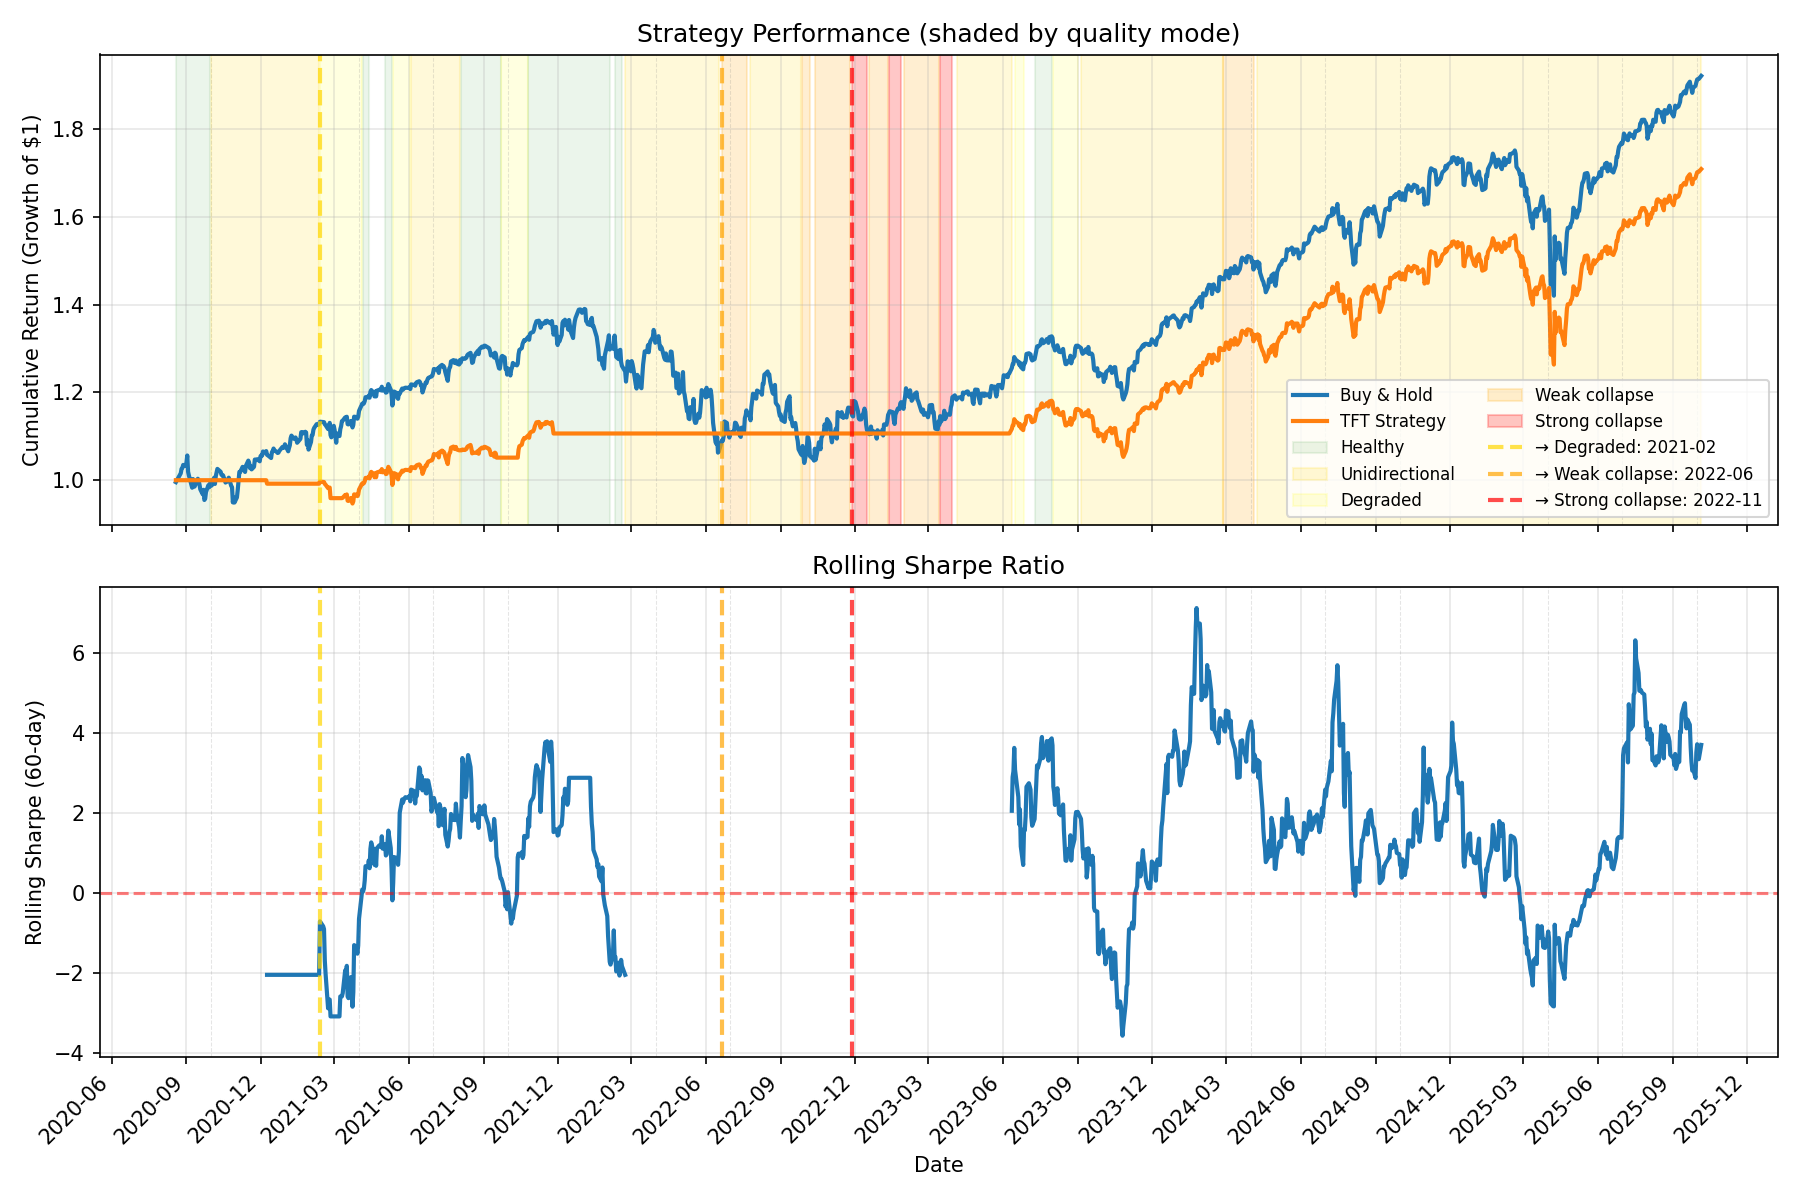 Strategy Performance (shaded by quality mode)
Cumulative Return (Growth of $1)
1.8
1.6
1.4
1.2
1.0
Buy & Hold
TFT Strategy
Healthy
Unidirectional
Degraded
Weak collapse
Strong collapse
→ Degraded: 2021-02
→ Weak collapse: 2022-06
→ Strong collapse: 2022-11
Rolling Sharpe Ratio
Rolling Sharpe (60-day)
6
4
2
0
−2
−4
2020-06
2020-09
2020-12
2021-03
2021-06
2021-09
2021-12
2022-03
2022-06
2022-09
2022-12
2023-03
2023-06
2023-09
2023-12
2024-03
2024-06
2024-09
2024-12
2025-03
2025-06
2025-09
2025-12
Date